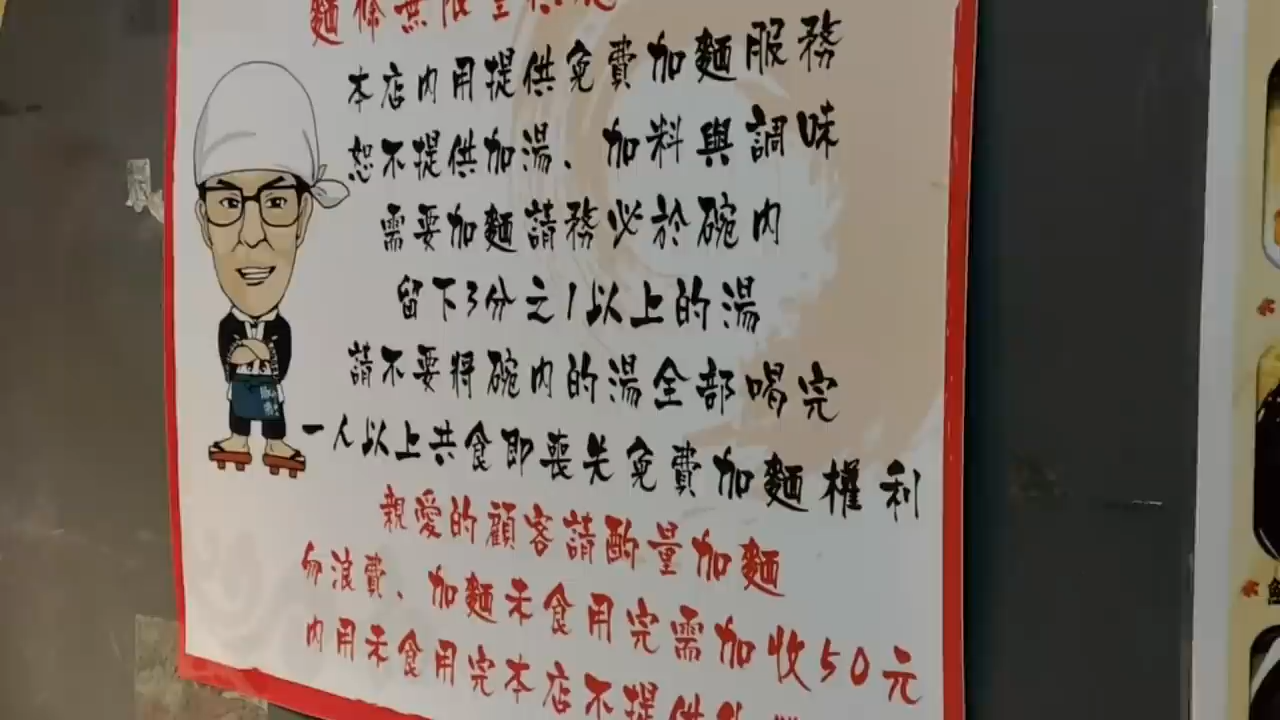 麵條無限
本店內用提供免費加麵服務
恕不提供加湯、加料與調味
需要加麵請務必於碗內
留下3分之1以上的湯
請不要將碗內的湯全部喝完
一人以上共食即喪失免費加麵權利
親愛的顧客請酌量加麵
勿浪費、加麵未食用完需加收50元
內用未食用完本店不提供